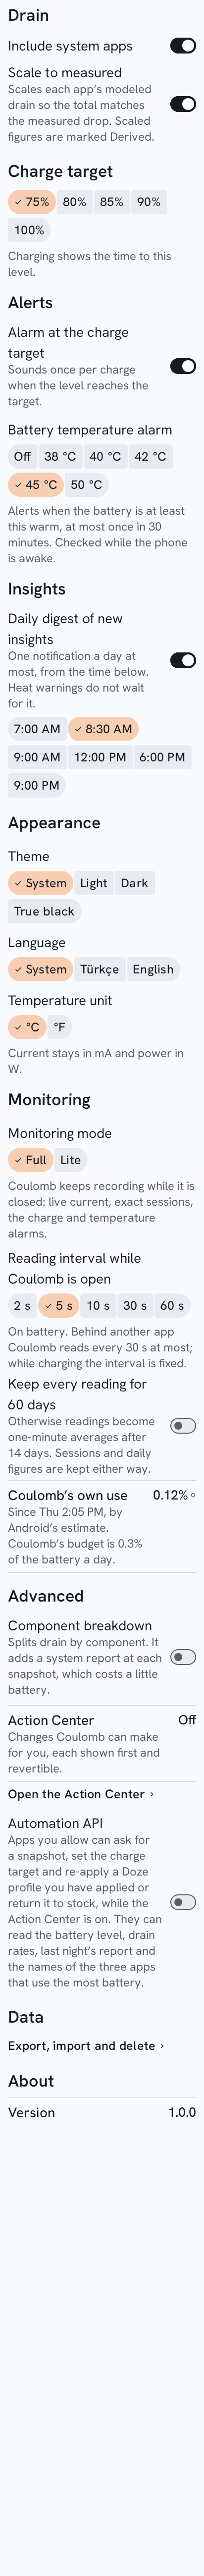 Drain
Include system apps
Scale to measured
Scales each app’s modeled
drain so the total matches
the measured drop. Scaled
figures are marked Derived.
Charge target
✓ 75% 80% 85% 90%
100%
Charging shows the time to this
level.
Alerts
Alarm at the charge
target
Sounds once per charge
when the level reaches the
target.
Battery temperature alarm
Off 38 °C 40 °C 42 °C
✓ 45 °C 50 °C
Alerts when the battery is at least
this warm, at most once in 30
minutes. Checked while the phone
is awake.
Insights
Daily digest of new
insights
One notification a day at
most, from the time below.
Heat warnings do not wait
for it.
7:00 AM ✓ 8:30 AM
9:00 AM 12:00 PM 6:00 PM
9:00 PM
Appearance
Theme
✓ System Light Dark
True black
Language
✓ System Türkçe English
Temperature unit
✓ °C °F
Current stays in mA and power in
W.
Monitoring
Monitoring mode
✓ Full Lite
Coulomb keeps recording while it is
closed: live current, exact sessions,
the charge and temperature
alarms.
Reading interval while
Coulomb is open
2 s ✓ 5 s 10 s 30 s 60 s
On battery. Behind another app
Coulomb reads every 30 s at most;
while charging the interval is fixed.
Keep every reading for
60 days
Otherwise readings become
one-minute averages after
14 days. Sessions and daily
figures are kept either way.
Coulomb’s own use 0.12%
Since Thu 2:05 PM, by
Android’s estimate.
Coulomb’s budget is 0.3%
of the battery a day.
Advanced
Component breakdown
Splits drain by component. It
adds a system report at each
snapshot, which costs a little
battery.
Action Center Off
Changes Coulomb can make
for you, each shown first and
revertible.
Open the Action Center ›
Automation API
Apps you allow can ask for
a snapshot, set the charge
target and re-apply a Doze
profile you have applied or
return it to stock, while the
Action Center is on. They can
read the battery level, drain
rates, last night’s report and
the names of the three apps
that use the most battery.
Data
Export, import and delete ›
About
Version 1.0.0